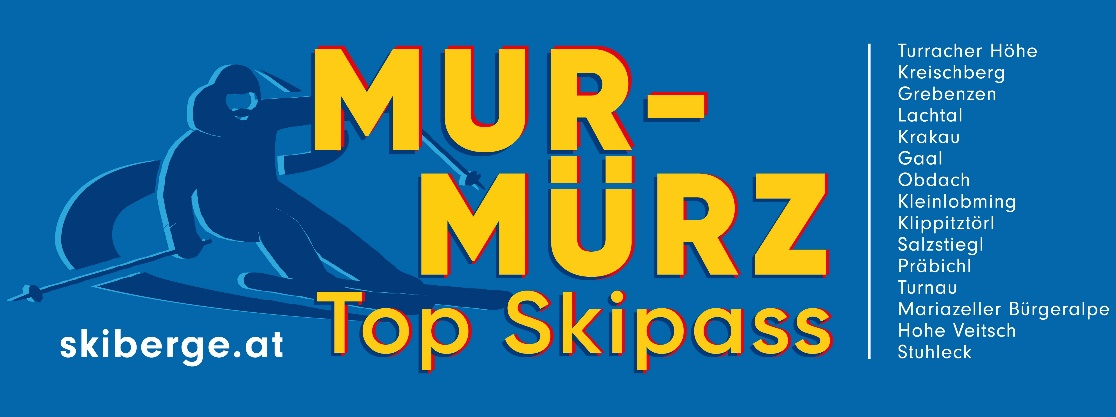 MUR-
MÜRZ
Top Skipass
skiberge.at
Turracher Höhe
Kreischberg
Grebenzen
Lachtal
Krakau
Gaal
Obdach
Kleinlobming
Klippitztörl
Salzstiegl
Präbichl
Turnau
Mariazeller Bürgeralpe
Hohe Veitsch
Stuhleck